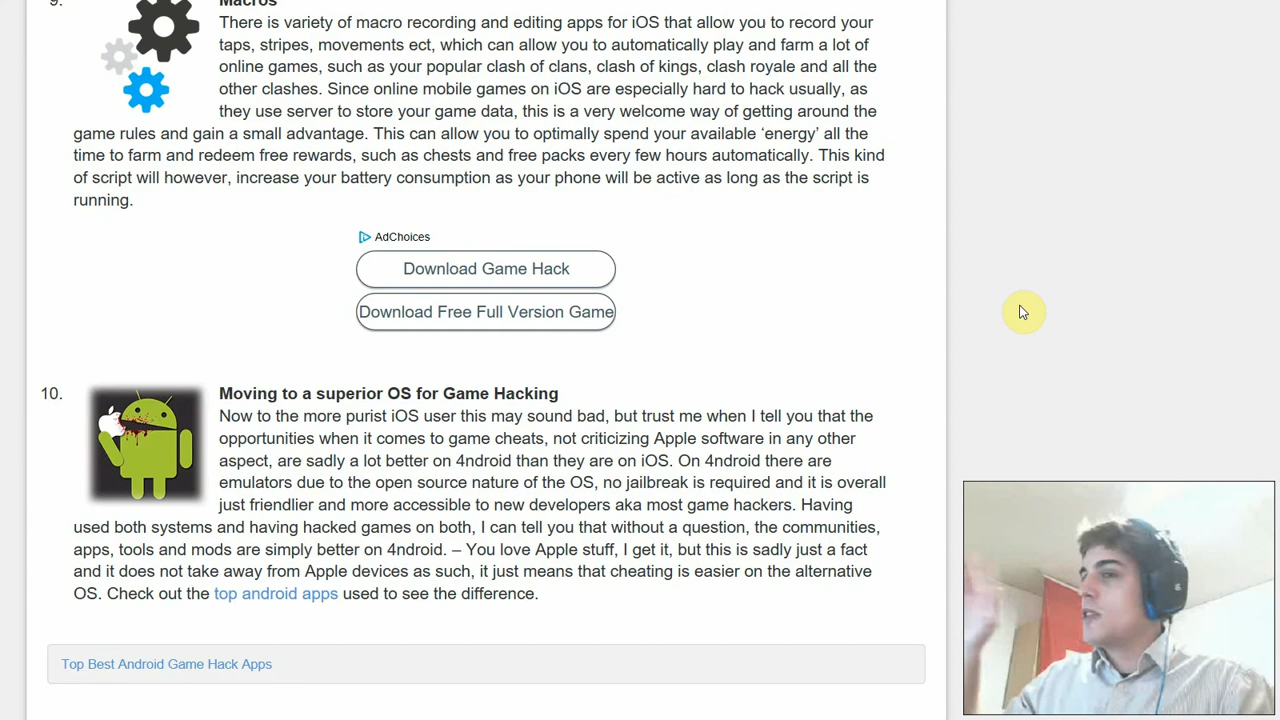 9.
Macros
There is variety of macro recording and editing apps for iOS that allow you to record your
taps, stripes, movements ect, which can allow you to automatically play and farm a lot of
online games, such as your popular clash of clans, clash of kings, clash royale and all the
other clashes. Since online mobile games on iOS are especially hard to hack usually, as
they use server to store your game data, this is a very welcome way of getting around the
game rules and gain a small advantage. This can allow you to optimally spend your available ‘energy’ all the
time to farm and redeem free rewards, such as chests and free packs every few hours automatically. This kind
of script will however, increase your battery consumption as your phone will be active as long as the script is
running.
AdChoices
Download Game Hack
Download Free Full Version Game
10.
Moving to a superior OS for Game Hacking
Now to the more purist iOS user this may sound bad, but trust me when I tell you that the
opportunities when it comes to game cheats, not criticizing Apple software in any other
aspect, are sadly a lot better on 4ndroid than they are on iOS. On 4ndroid there are
emulators due to the open source nature of the OS, no jailbreak is required and it is overall
just friendlier and more accessible to new developers aka most game hackers. Having
used both systems and having hacked games on both, I can tell you that without a question, the communities,
apps, tools and mods are simply better on 4ndroid. – You love Apple stuff, I get it, but this is sadly just a fact
and it does not take away from Apple devices as such, it just means that cheating is easier on the alternative
OS. Check out the top android apps used to see the difference.
Top Best Android Game Hack Apps